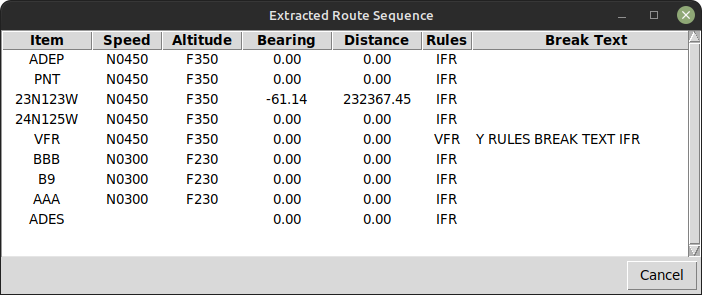 Extracted Route Sequence
Item Speed Altitude Bearing Distance Rules Break Text
ADEP N0450 F350 0.00 0.00 IFR
PNT N0450 F350 0.00 0.00 IFR
23N123W N0450 F350 -61.14 232367.45 IFR
24N125W N0450 F350 0.00 0.00 IFR
VFR N0450 F350 0.00 0.00 VFR Y RULES BREAK TEXT IFR
BBB N0300 F230 0.00 0.00 IFR
B9 N0300 F230 0.00 0.00 IFR
AAA N0300 F230 0.00 0.00 IFR
ADES 0.00 0.00 IFR
Cancel